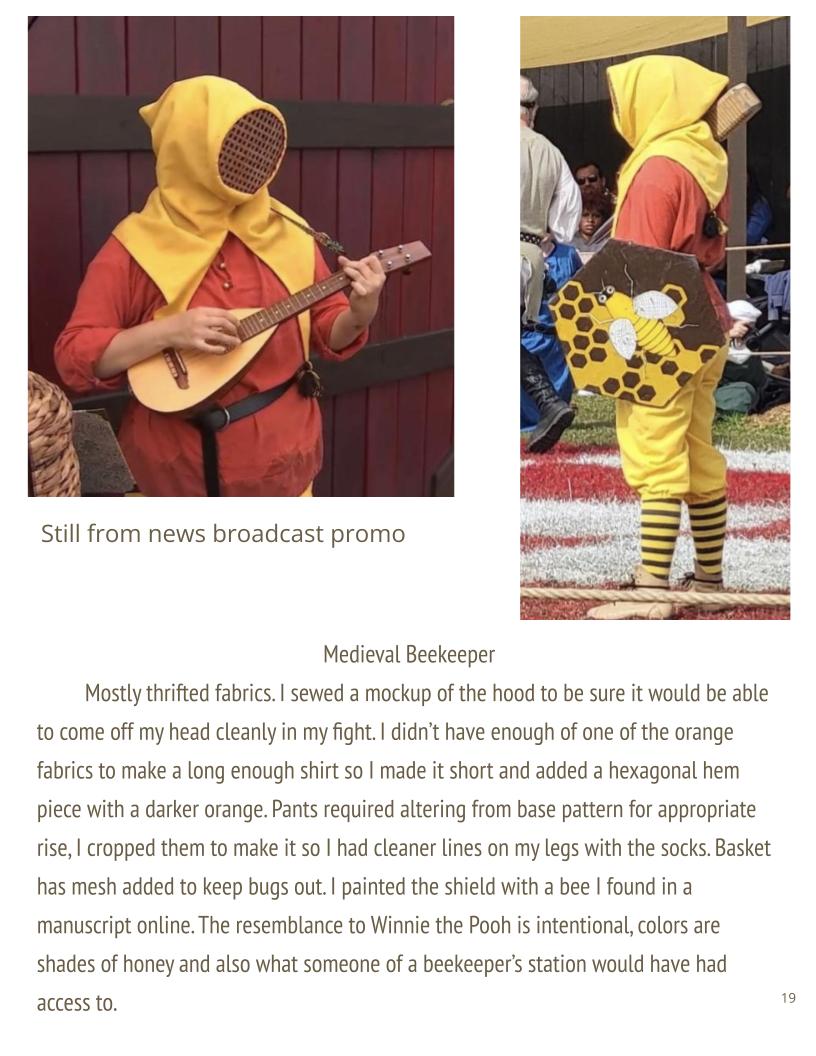 Still from news broadcast promo
Medieval Beekeeper
Mostly thrifted fabrics. I sewed a mockup of the hood to be sure it would be able
to come off my head cleanly in my fight. I didn’t have enough of one of the orange
fabrics to make a long enough shirt so I made it short and added a hexagonal hem
piece with a darker orange. Pants required altering from base pattern for appropriate
rise, I cropped them to make it so I had cleaner lines on my legs with the socks. Basket
has mesh added to keep bugs out. I painted the shield with a bee I found in a
manuscript online. The resemblance to Winnie the Pooh is intentional, colors are
shades of honey and also what someone of a beekeeper’s station would have had
access to.
19